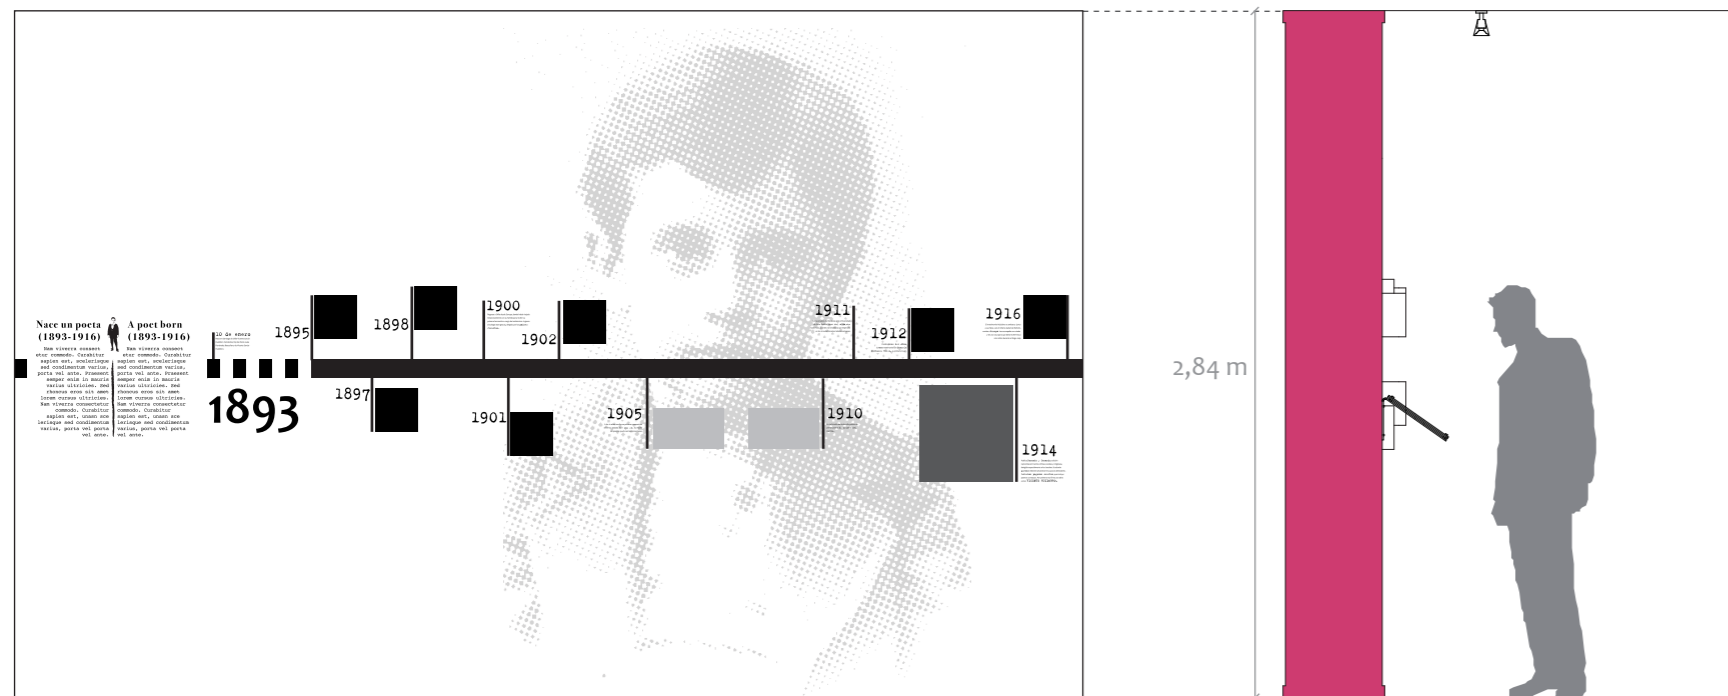 Nace un poeta
(1893-1916)
Nam viverra consect
etur commodo. Curabitur
sapien est, scelerisque
sed condimentum varius,
porta vel ante. Praesent
semper enim in mauris
varius ultricies. Sed
rhoncus eros sit amet
lorem cursus ultricies.
Nam viverra consectetur
commodo. Curabitur
sapien est, unsen sce
lerisque sed condimentum
varius, porta vel porta
vel ante.
A poet born
(1893-1916)
Nam viverra consect
etur commodo. Curabitur
sapien est, scelerisque
sed condimentum varius,
porta vel ante. Praesent
semper enim in mauris
varius ultricies. Sed
rhoncus eros sit amet
lorem cursus ultricies.
Nam viverra consectetur
commodo. Curabitur
sapien est, unsen sce
lerisque sed condimentum
varius, porta vel porta
vel ante.
10 de enero
1893
1895
1897
1898
1900
1901
1902
1905
1910
1911
1912
1914
1916
2,84 m